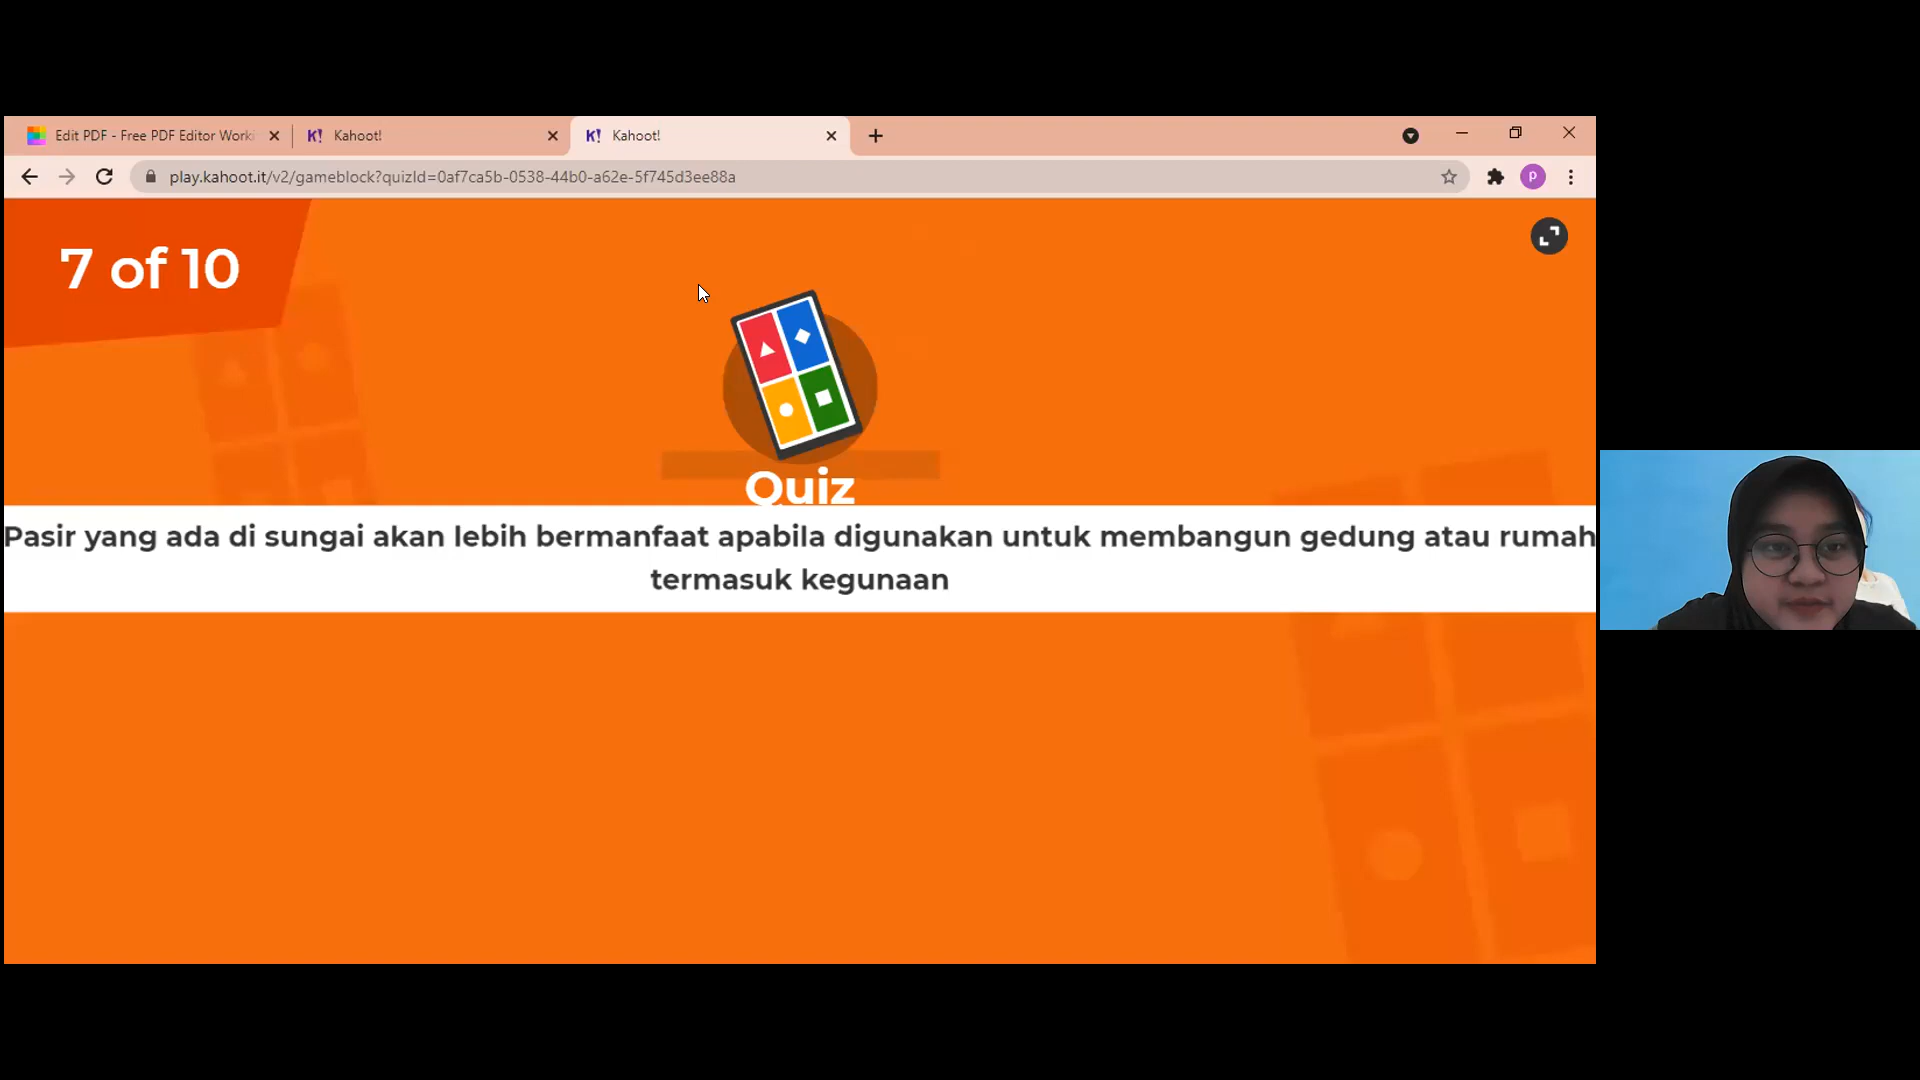 Edit PDF - Free PDF Editor Worki
K! Kahoot!
K! Kahoot!
play.kahoot.it/v2/gameblock?quizId=0af7ca5b-0538-44b0-a62e-5f745d3ee88a
P
7 of 10
Quiz
Pasir yang ada di sungai akan lebih bermanfaat apabila digunakan untuk membangun gedung atau rumah
termasuk kegunaan